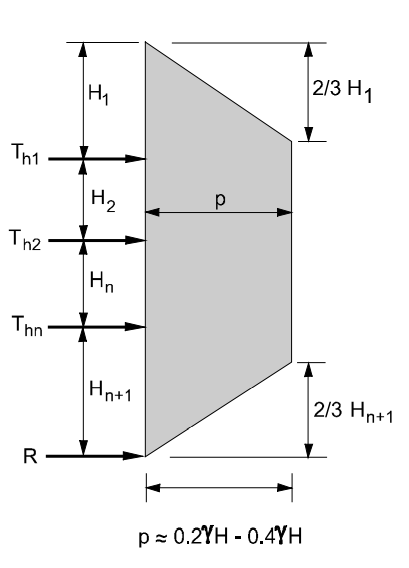 H₁
2/3 H₁
Tₕ₁
H₂
p
Tₕ₂
Hₙ
Tₕₙ
Hₙ₊₁
2/3 Hₙ₊₁
R
p ≈ 0.2γH - 0.4γH